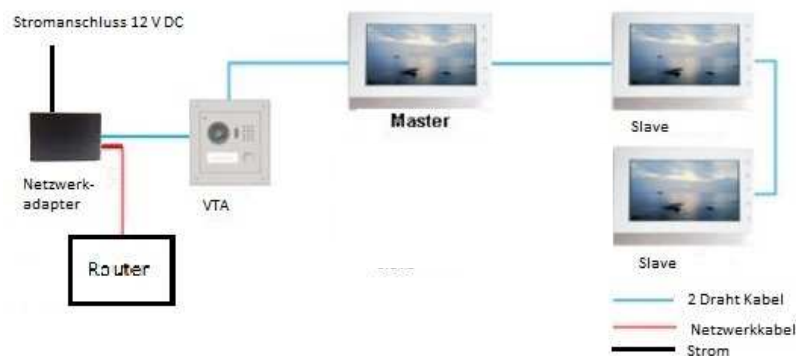 Stromanschluss 12 V DC
Master
Slave
Netzwerk-
adapter
VTA
Router
Slave
2 Draht Kabel
Netzwerkkabel
Strom